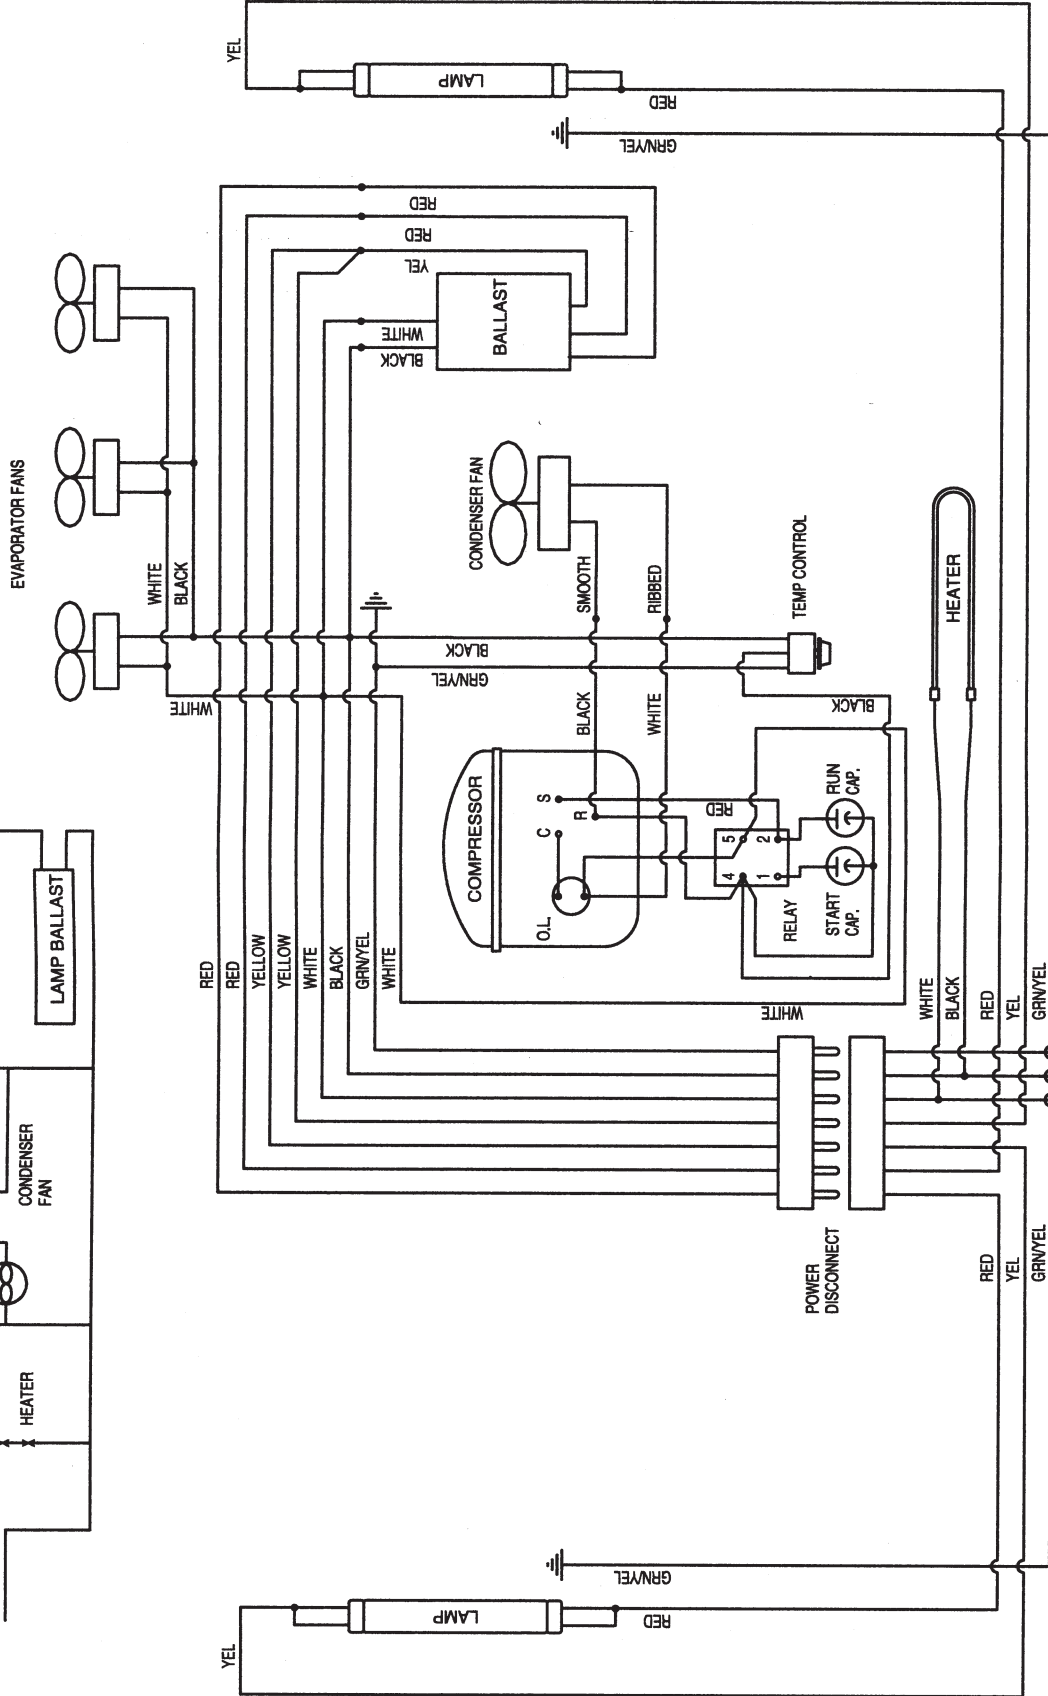 YEL
LAMP
RED
GRN/YEL
RED
RED
YEL
WHITE
BLACK
BALLAST
EVAPORATOR FANS
WHITE
BLACK
WHITE
CONDENSER FAN
SMOOTH
RIBBED
TEMP CONTROL
HEATER
BLACK
GRN/YEL
BLACK
WHITE
BLACK
COMPRESSOR
S
R
C
O.L.
RED
5
2
4
1
RELAY
RUN
CAP.
START
CAP.
LAMP BALLAST
RED
RED
YELLOW
YELLOW
WHITE
BLACK
GRN/YEL
WHITE
WHITE
WHITE
BLACK
RED
YEL
GRN/YEL
CONDENSER
FAN
POWER
DISCONNECT
RED
YEL
GRN/YEL
HEATER
GRN/YEL
LAMP
RED
YEL